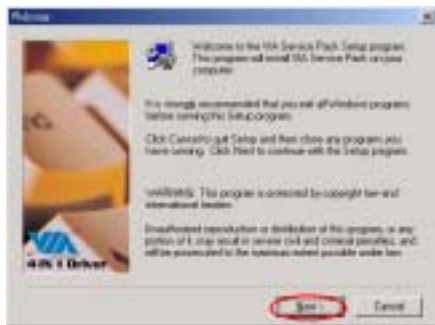 Welcome
Welcome to the VIA Service Pack Setup program.
This program will install VIA Service Pack on your
computer.
It is strongly recommended that you exit all Windows programs
before running this Setup program.
Click Cancel to quit Setup and then close any programs you
have running. Click Next to continue with the Setup program.
WARNING: This program is protected by copyright law and
international treaties.
Unauthorized reproduction or distribution of this program, or any
portion of it, may result in severe civil and criminal penalties, and
will be prosecuted to the maximum extent possible under law.
VIA
4 IN 1 Driver
Next >
Cancel